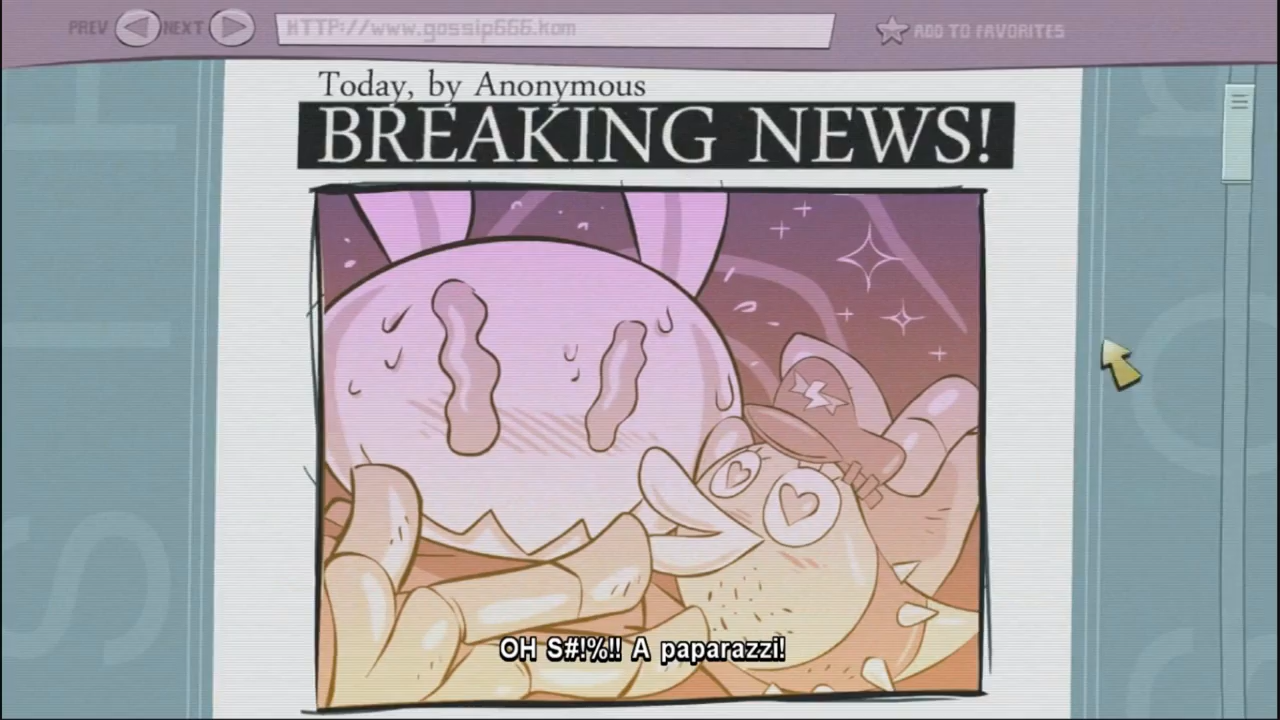 PREV NEXT HTTP://www.gossip666.kom ADD TO FAVORITES
Today, by Anonymous
BREAKING NEWS!
OH S#!%!! A paparazzi!